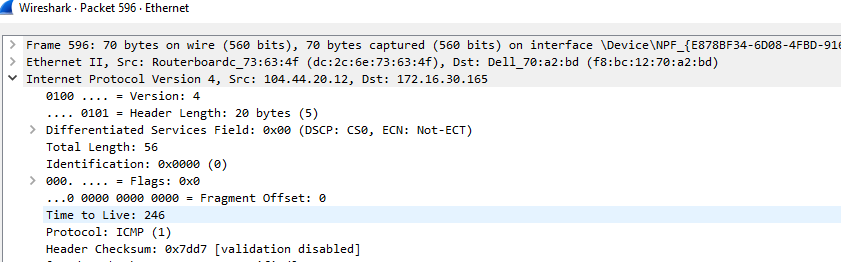 Wireshark · Packet 596 · Ethernet
Frame 596: 70 bytes on wire (560 bits), 70 bytes captured (560 bits) on interface \Device\NPF_{E878BF34-6D08-4FBD-916
Ethernet II, Src: Routerboardc_73:63:4f (dc:2c:6e:73:63:4f), Dst: Dell_70:a2:bd (f8:bc:12:70:a2:bd)
Internet Protocol Version 4, Src: 104.44.20.12, Dst: 172.16.30.165
0100 .... = Version: 4
.... 0101 = Header Length: 20 bytes (5)
Differentiated Services Field: 0x00 (DSCP: CS0, ECN: Not-ECT)
Total Length: 56
Identification: 0x0000 (0)
000. .... = Flags: 0x0
...0 0000 0000 0000 = Fragment Offset: 0
Time to Live: 246
Protocol: ICMP (1)
Header Checksum: 0x7dd7 [validation disabled]